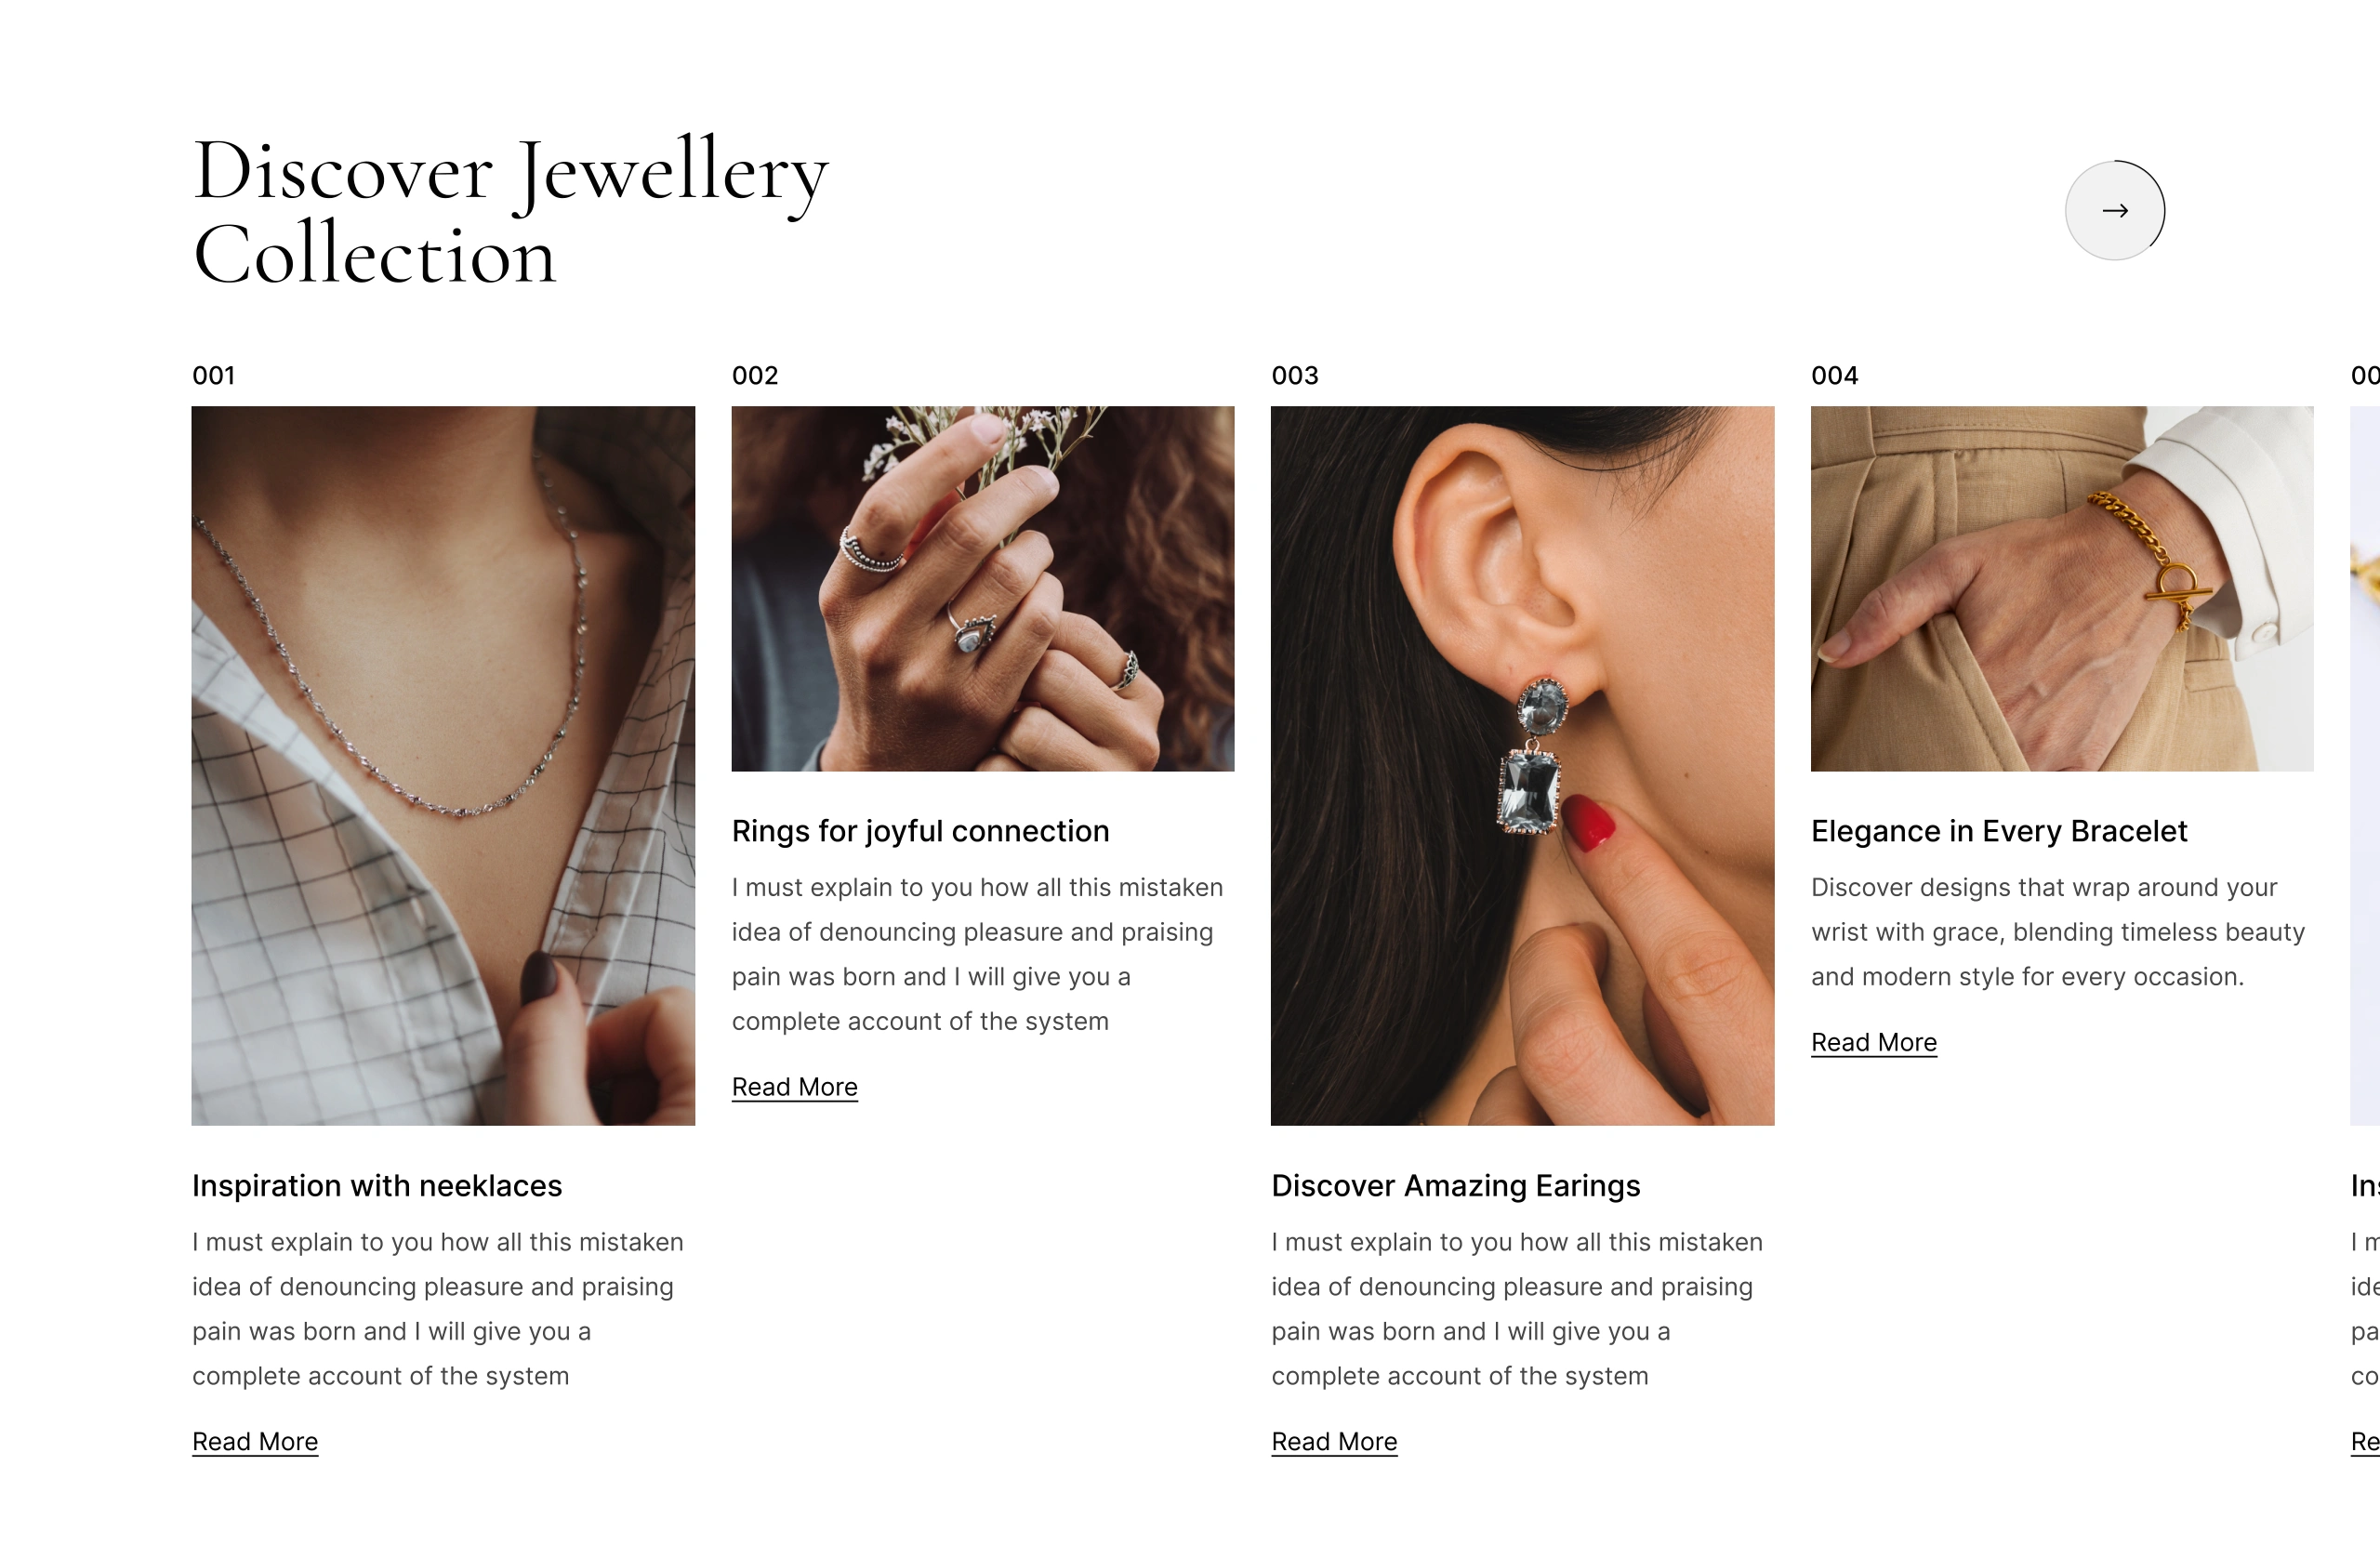 Discover Jewellery
Collection
001
Inspiration with neeklaces
I must explain to you how all this mistaken
idea of denouncing pleasure and praising
pain was born and I will give you a
complete account of the system
Read More
002
Rings for joyful connection
I must explain to you how all this mistaken
idea of denouncing pleasure and praising
pain was born and I will give you a
complete account of the system
Read More
003
Discover Amazing Earings
I must explain to you how all this mistaken
idea of denouncing pleasure and praising
pain was born and I will give you a
complete account of the system
Read More
004
Elegance in Every Bracelet
Discover designs that wrap around your
wrist with grace, blending timeless beauty
and modern style for every occasion.
Read More